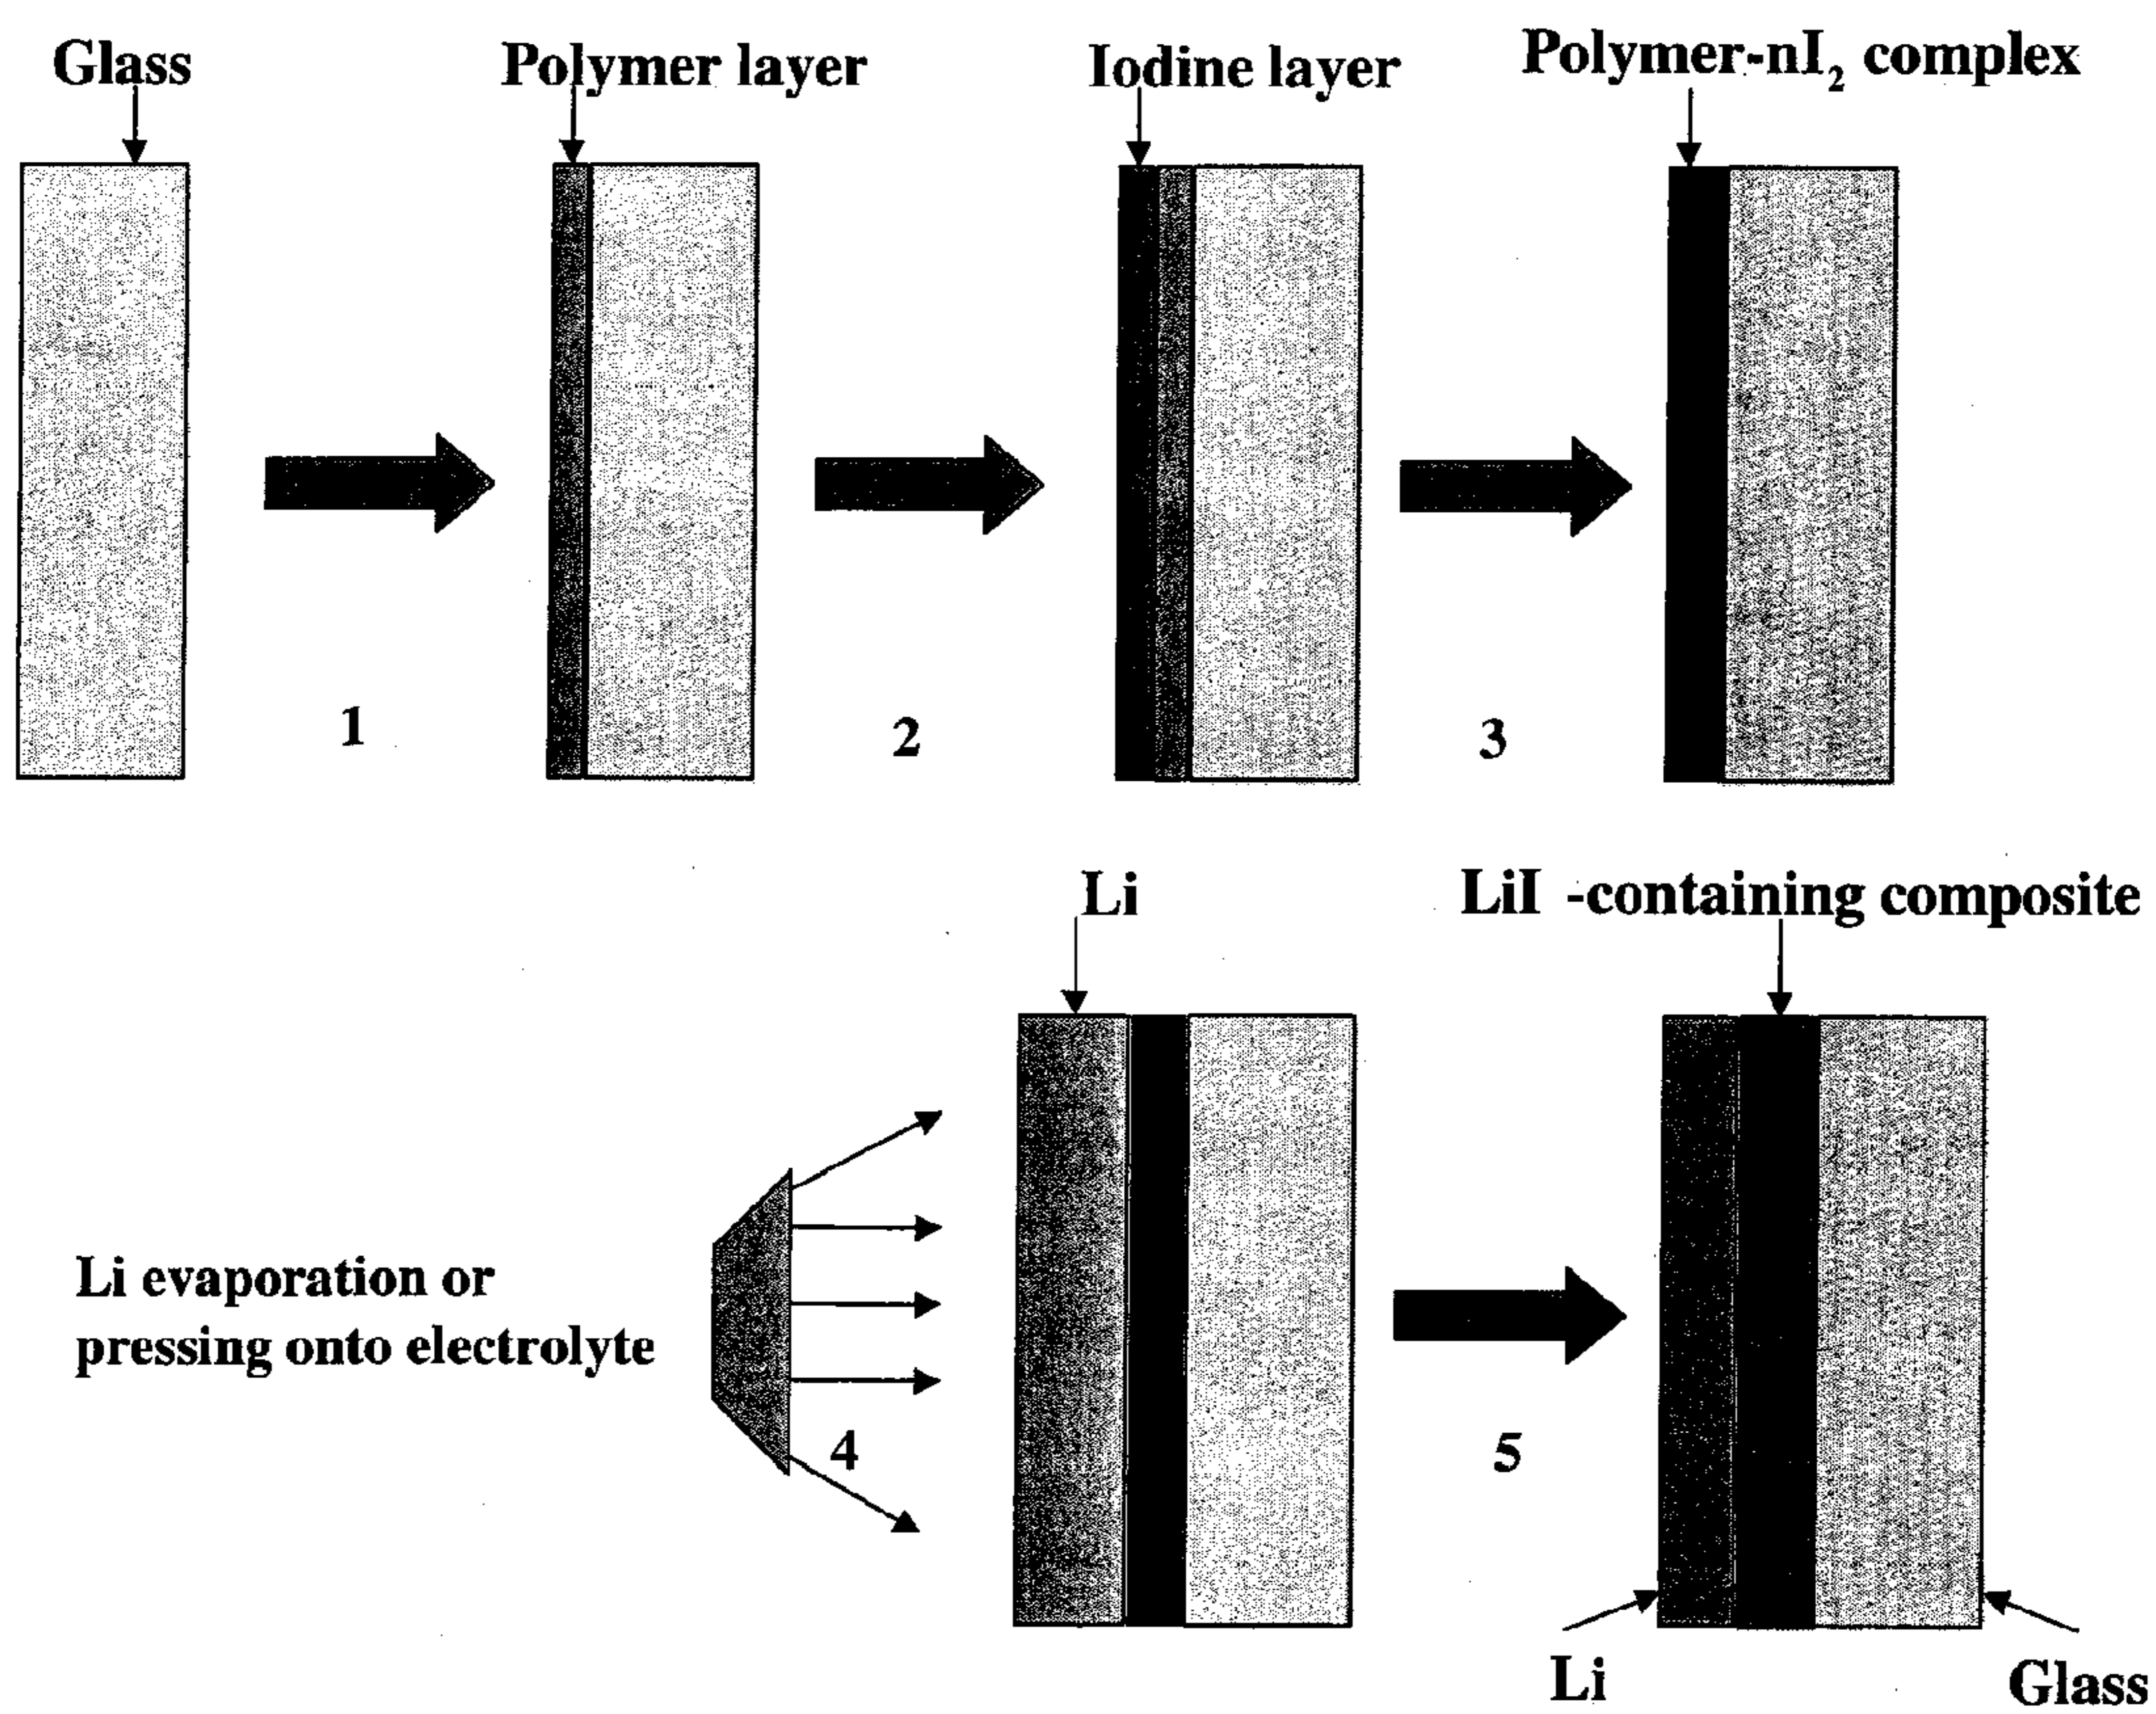 Glass
Polymer layer
Iodine layer
Polymer-nI₂ complex
1
2
3
Li
LiI -containing composite
Li evaporation or
pressing onto electrolyte
4
5
Li
Glass